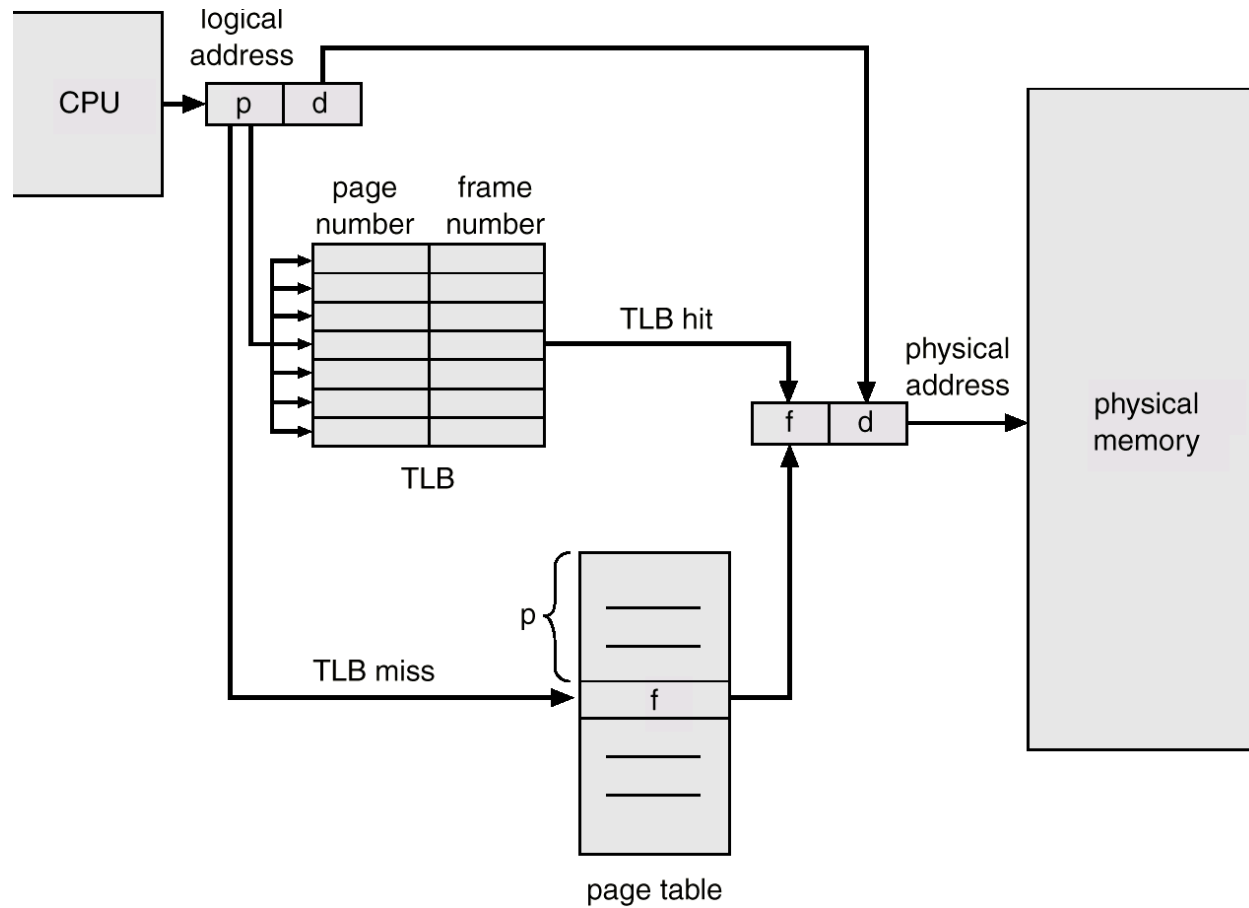 logical
address
CPU
p
d
page
number
frame
number
TLB hit
TLB
physical
address
f
d
physical
memory
p
TLB miss
f
page table